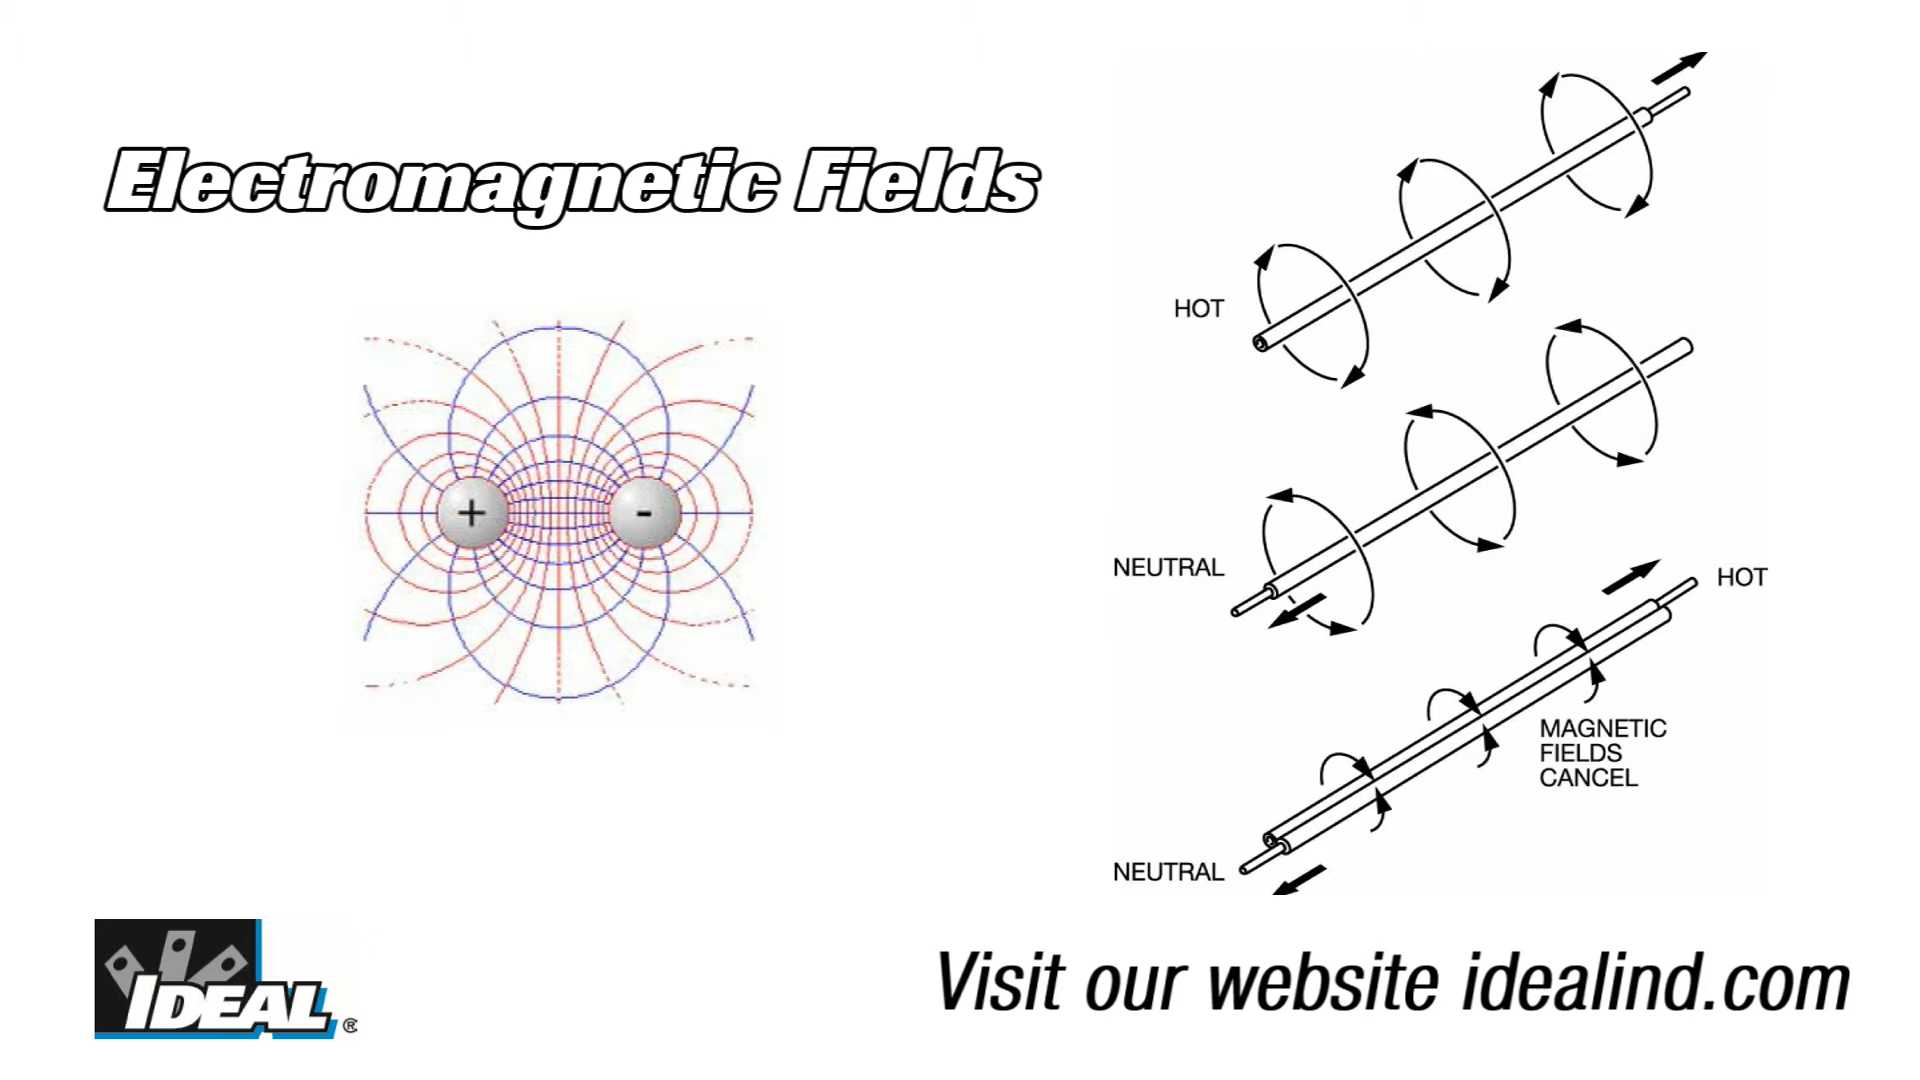 Electromagnetic Fields
HOT
+ -
NEUTRAL
HOT
MAGNETIC
FIELDS
CANCEL
NEUTRAL
IDEAL®
Visit our website idealind.com